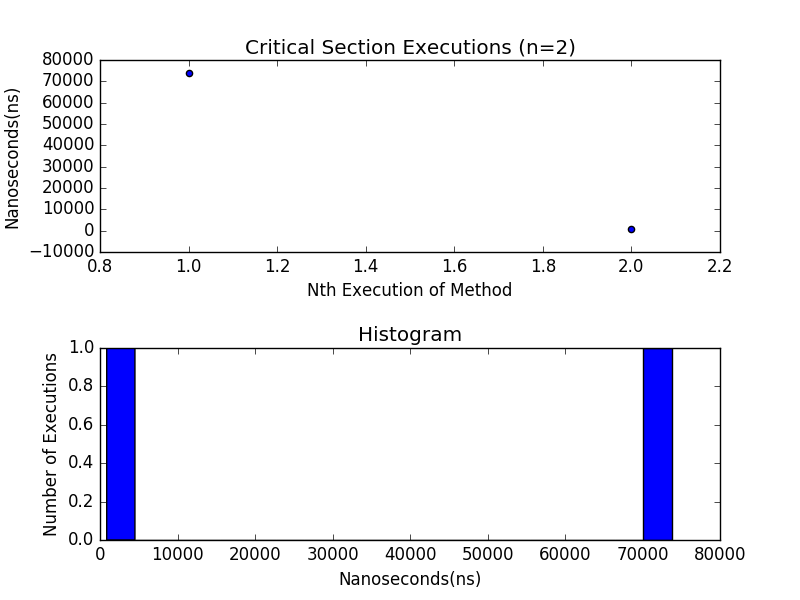 Critical Section Executions (n=2)
80000
70000
60000
50000
40000
30000
20000
10000
0
−10000
Nanoseconds(ns)
0.8 1.0 1.2 1.4 1.6 1.8 2.0 2.2
Nth Execution of Method
Histogram
1.0
0.8
0.6
0.4
0.2
0.0
Number of Executions
0 10000 20000 30000 40000 50000 60000 70000 80000
Nanoseconds(ns)